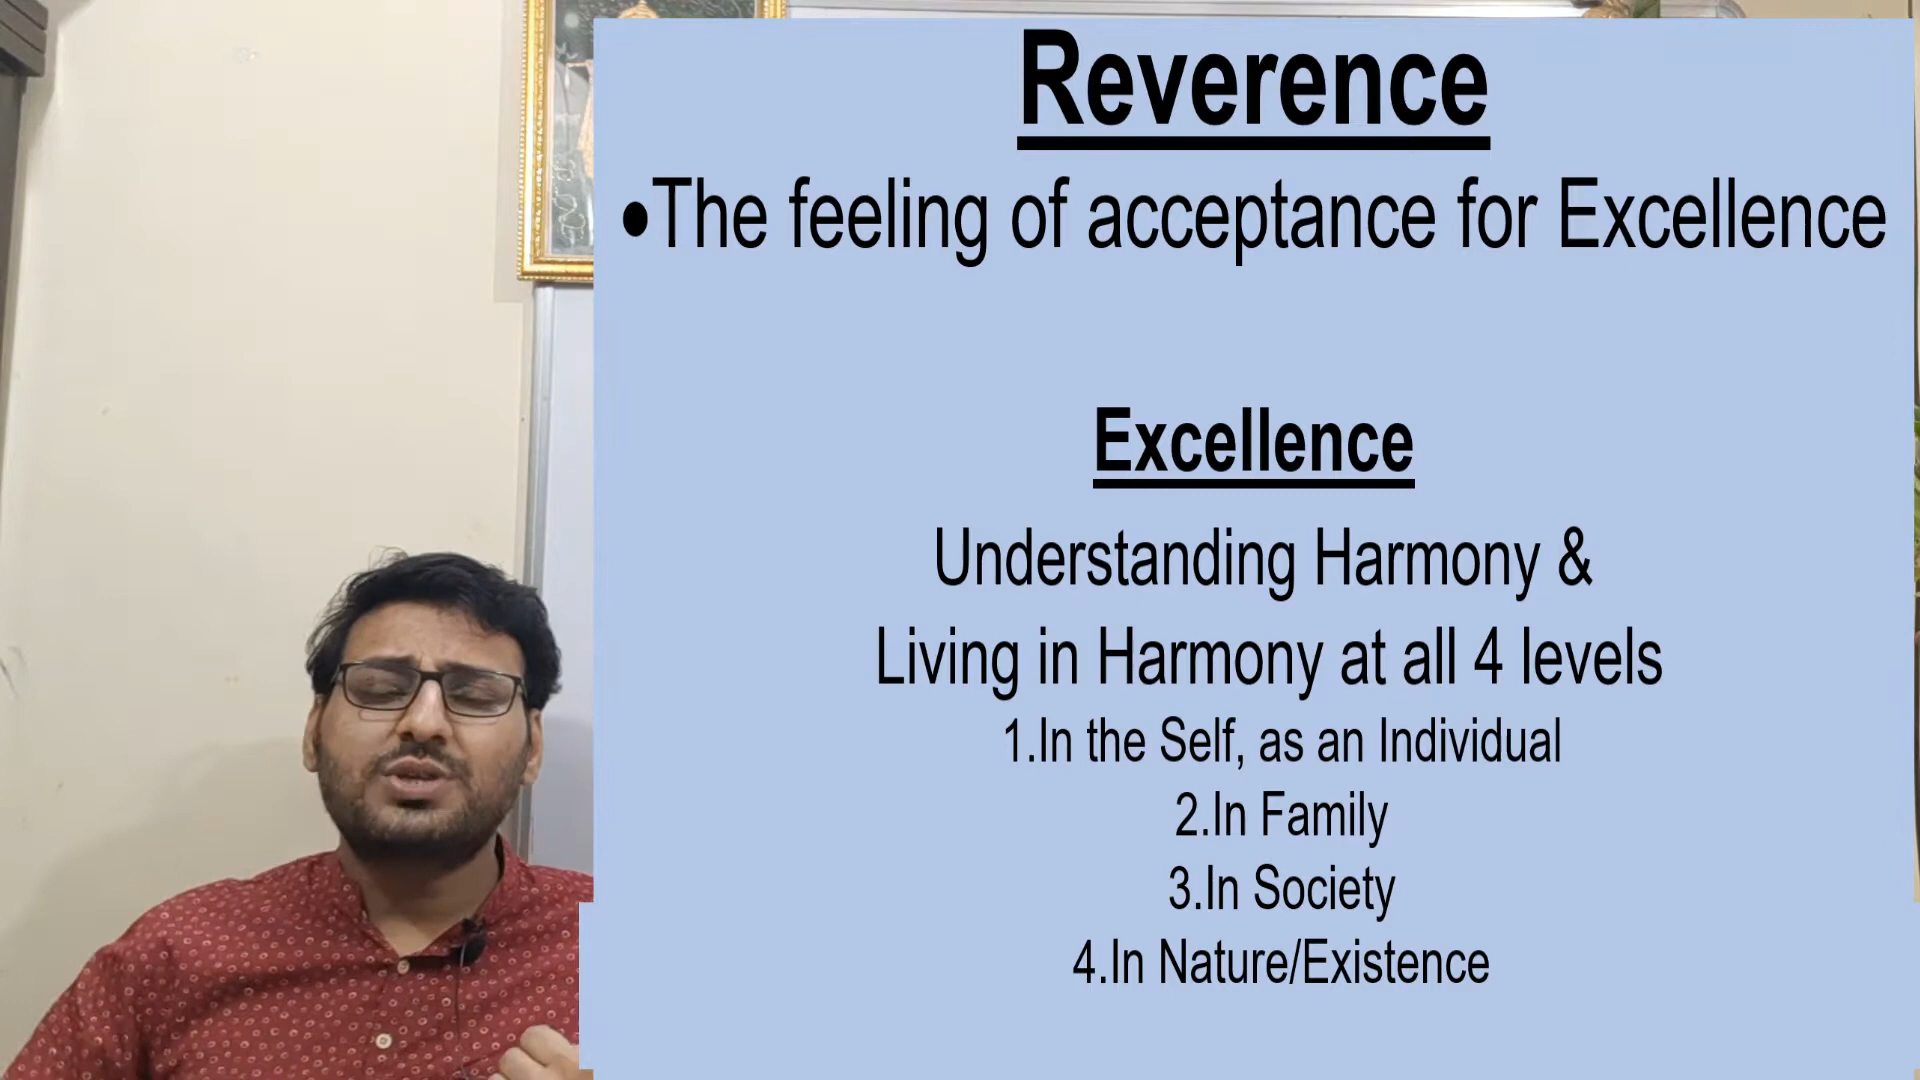 Reverence
•The feeling of acceptance for Excellence
Excellence
Understanding Harmony &
Living in Harmony at all 4 levels
1.In the Self, as an Individual
2.In Family
3.In Society
4.In Nature/Existence